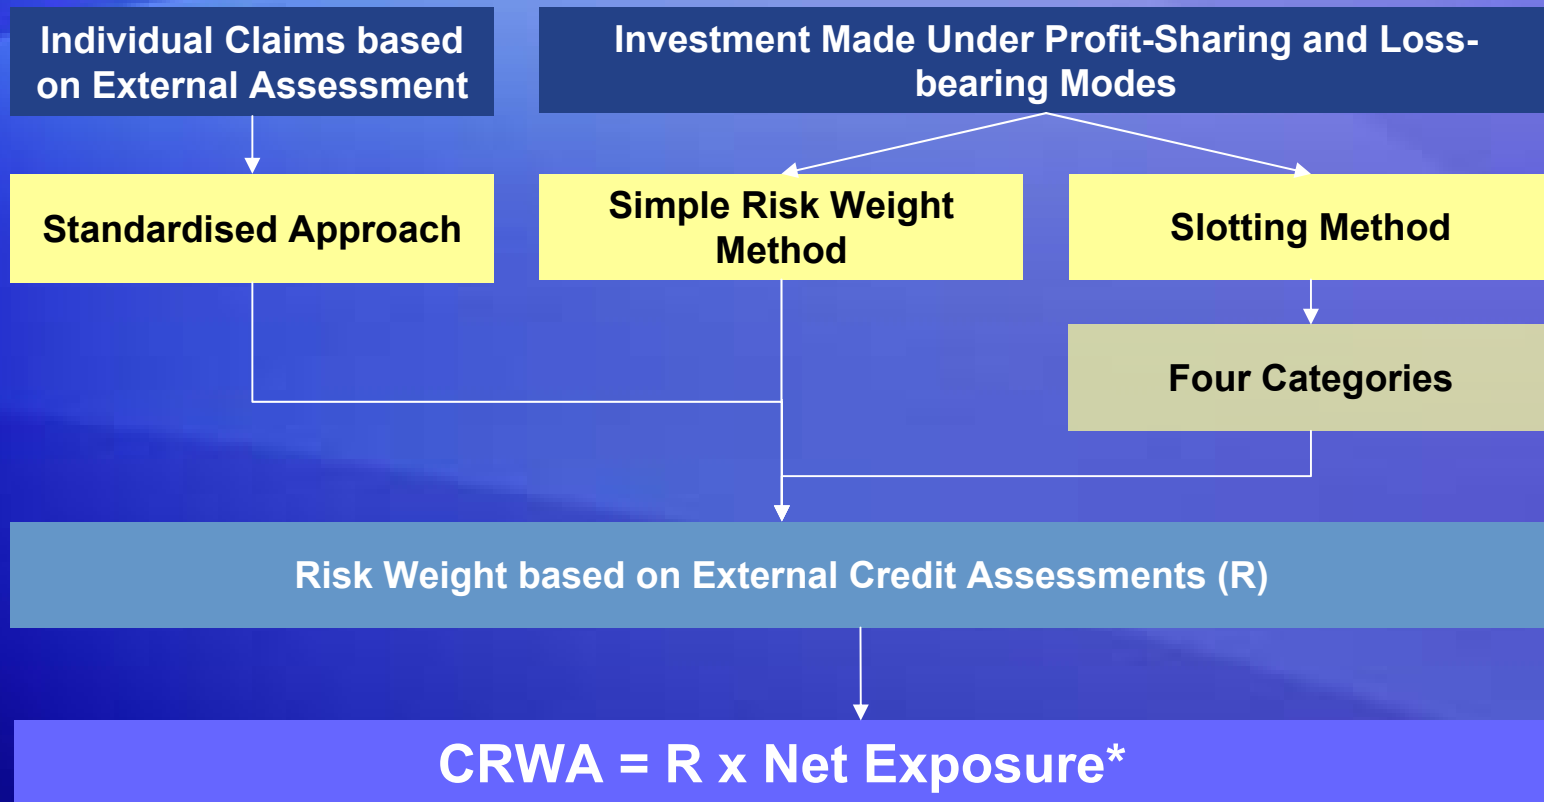 Individual Claims based
on External Assessment
Investment Made Under Profit-Sharing and Loss-
bearing Modes
Standardised Approach
Simple Risk Weight
Method
Slotting Method
Four Categories
Risk Weight based on External Credit Assessments (R)
CRWA = R x Net Exposure*